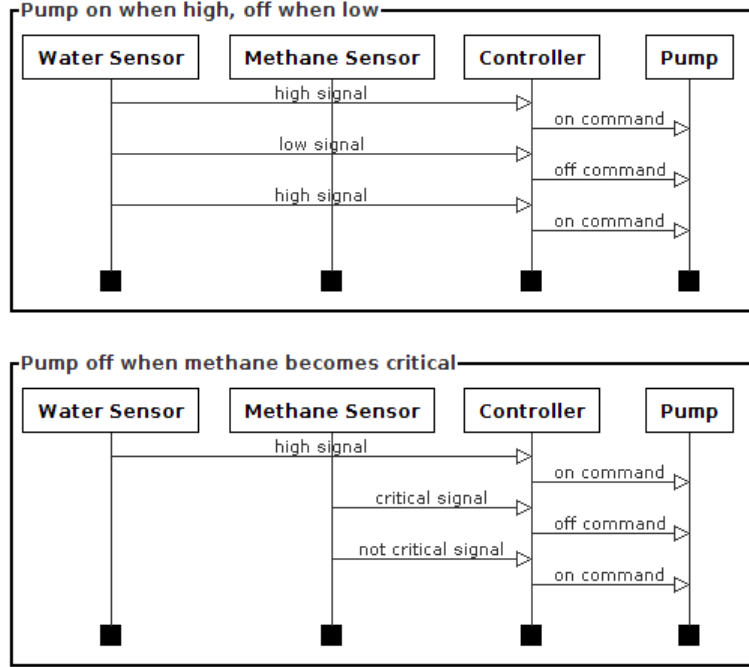 Pump on when high, off when low
Water Sensor Methane Sensor Controller Pump
high signal
on command
low signal
off command
high signal
on command
Pump off when methane becomes critical
Water Sensor Methane Sensor Controller Pump
high signal
on command
critical signal
off command
not critical signal
on command